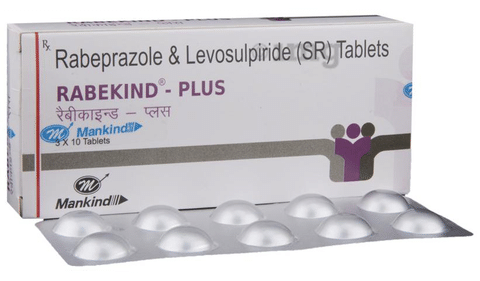 Rx
Rabeprazole & Levosulpiride (SR) Tablets
RABEKIND® - PLUS
रैबीकाइन्ड – प्लस
m Mankind
3 X 10 Tablets
m
Mankind